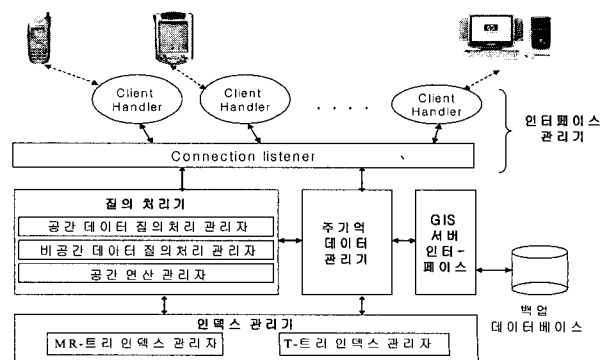 Client Handler
Client Handler
. . . .
Client Handler
인터페이스
관리기
Connection listener
질의 처리기
공간 데이터 질의처리 관리자
비공간 데이터 질의처리 관리자
공간 연산 관리자
주기억
데이터
관리기
GIS
서버
인터-
페이스
백업
데이터베이스
인덱스 관리기
MR-트리 인덱스 관리자
T-트리 인덱스 관리자